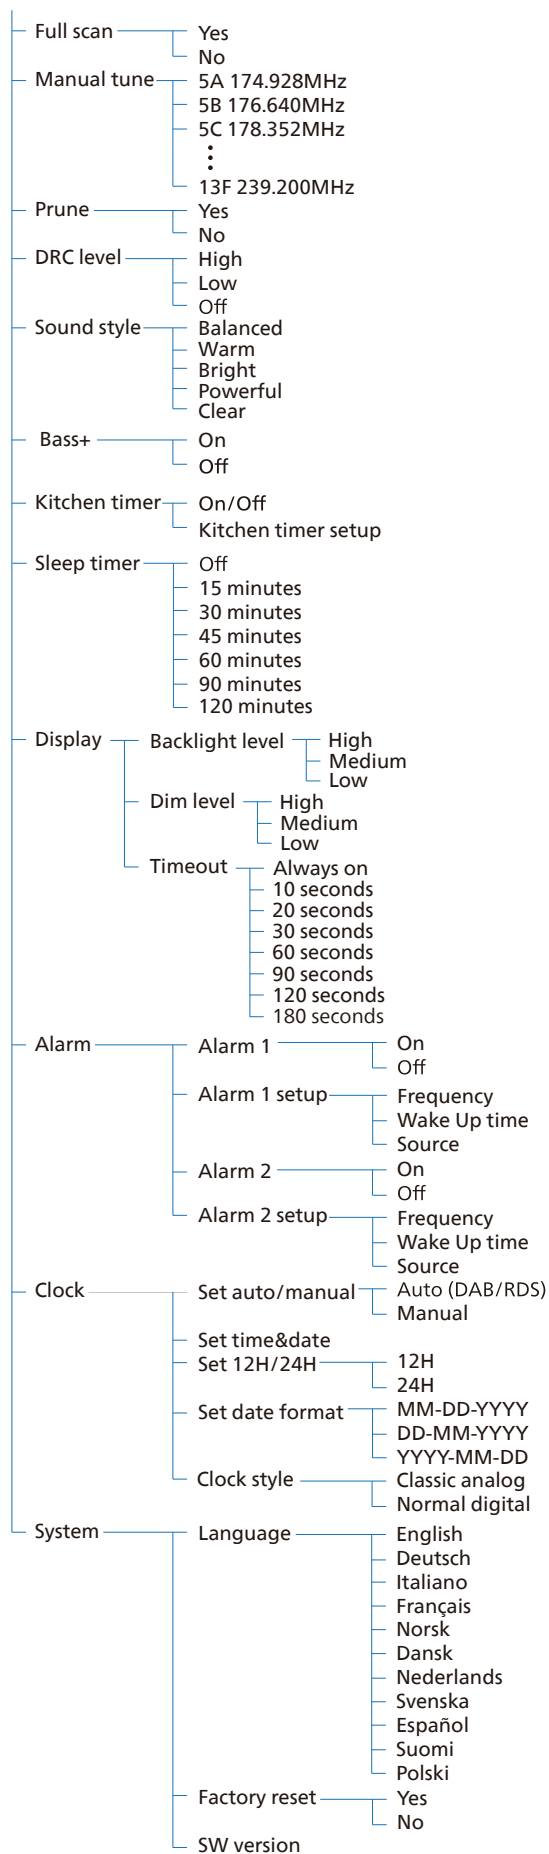 Full scan Yes
No
Manual tune 5A 174.928MHz
5B 176.640MHz
5C 178.352MHz
13F 239.200MHz
Prune Yes
No
DRC level High
Low
Off
Sound style Balanced
Warm
Bright
Powerful
Clear
Bass+ On
Off
Kitchen timer On/Off
Kitchen timer setup
Sleep timer Off
15 minutes
30 minutes
45 minutes
60 minutes
90 minutes
120 minutes
Display Backlight level High
Medium
Low
Dim level High
Medium
Low
Timeout Always on
10 seconds
20 seconds
30 seconds
60 seconds
90 seconds
120 seconds
180 seconds
Alarm Alarm 1 On
Off
Alarm 1 setup Frequency
Wake Up time
Source
Alarm 2 On
Off
Alarm 2 setup Frequency
Wake Up time
Source
Clock Set auto/manual Auto (DAB/RDS)
Manual
Set time&date
Set 12H/24H 12H
24H
Set date format MM-DD-YYYY
DD-MM-YYYY
YYYY-MM-DD
Clock style Classic analog
Normal digital
System Language English
Deutsch
Italiano
Français
Norsk
Dansk
Nederlands
Svenska
Español
Suomi
Polski
Factory reset Yes
No
SW version